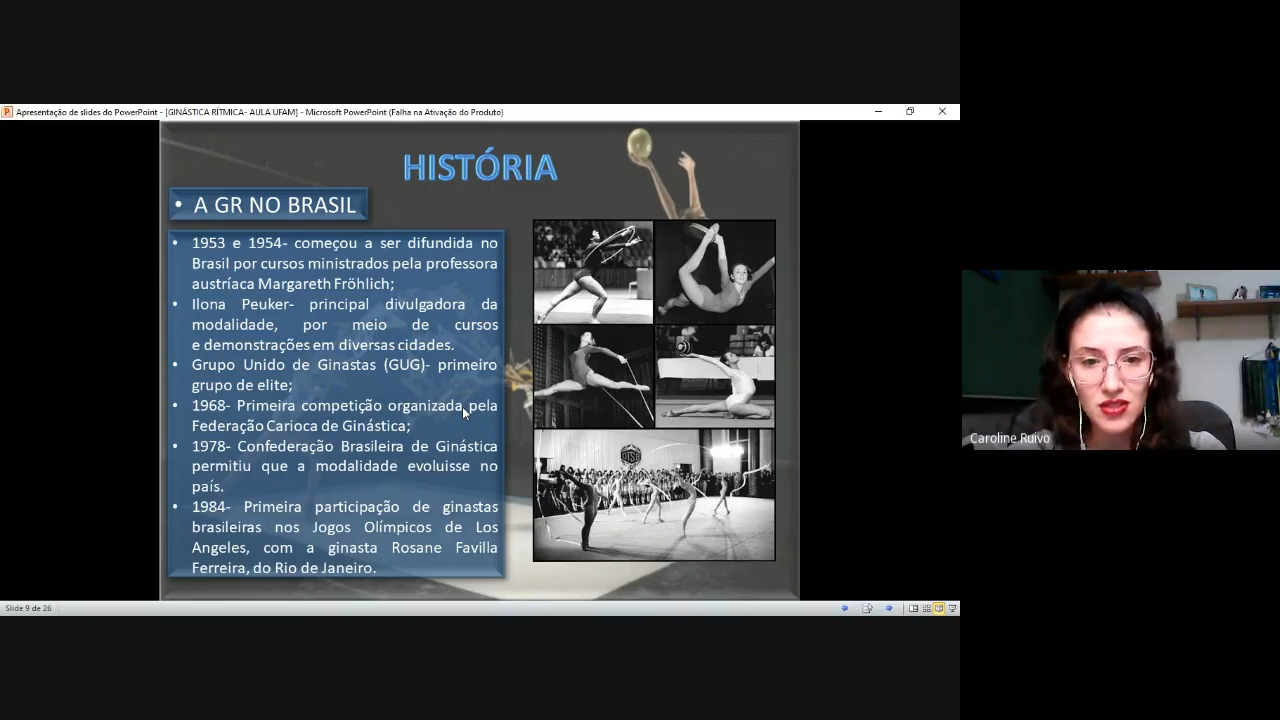 Apresentação de slides do PowerPoint - [GINÁSTICA RÍTMICA- AULA UFAM] - Microsoft PowerPoint (Falha na Ativação do Produto)
HISTÓRIA
• A GR NO BRASIL
• 1953 e 1954- começou a ser difundida no
Brasil por cursos ministrados pela professora
austríaca Margareth Fröhlich;
• Ilona Peuker- principal divulgadora da
modalidade, por meio de cursos
e demonstrações em diversas cidades.
• Grupo Unido de Ginastas (GUG)- primeiro
grupo de elite;
• 1968- Primeira competição organizada pela
Federação Carioca de Ginástica;
• 1978- Confederação Brasileira de Ginástica
permitiu que a modalidade evoluisse no
país.
• 1984- Primeira participação de ginastas
brasileiras nos Jogos Olímpicos de Los
Angeles, com a ginasta Rosane Favilla
Ferreira, do Rio de Janeiro.
Caroline Ruivo
Slide 9 de 26